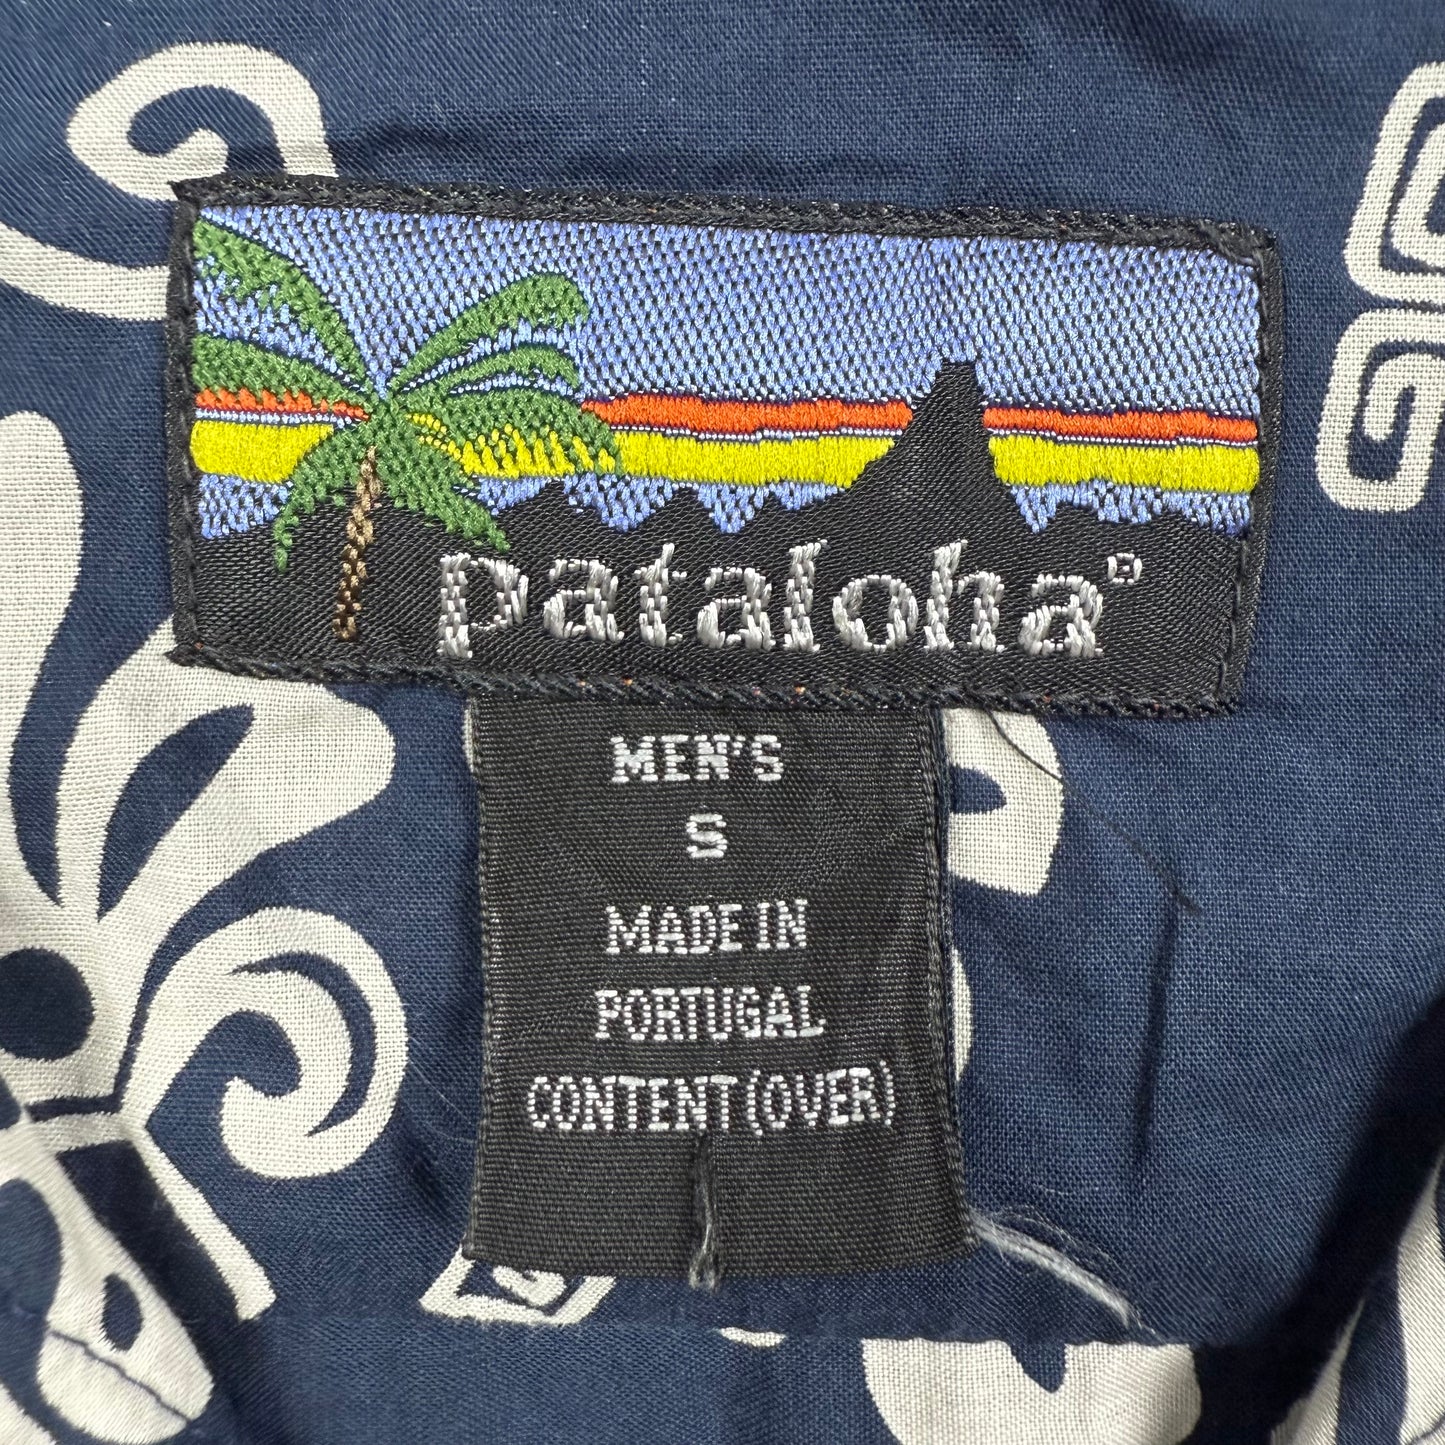 pataloha®
MEN'S
S
MADE IN
PORTUGAL
CONTENT (OVER)